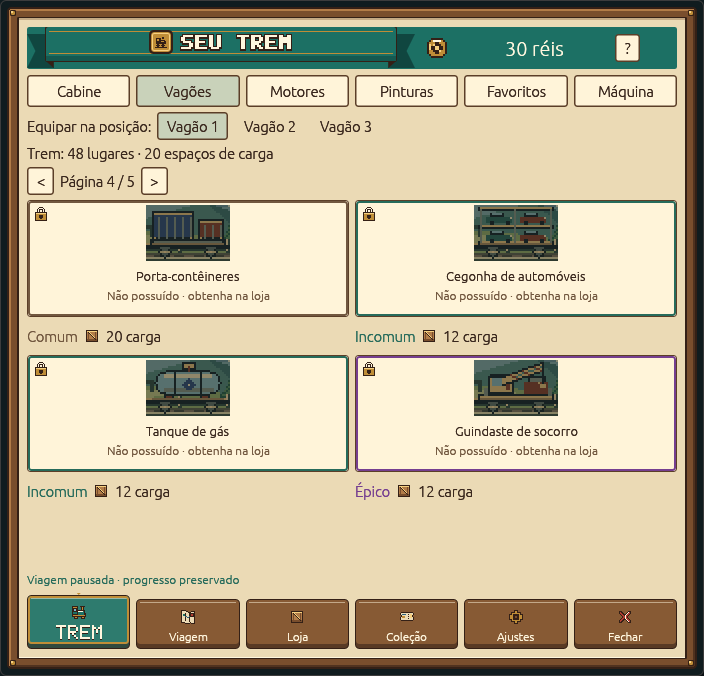 SEU TREM
30 réis
?
Cabine Vagões Motores Pinturas Favoritos Máquina
Equipar na posição: Vagão 1 Vagão 2 Vagão 3
Trem: 48 lugares · 20 espaços de carga
< Página 4 / 5 >
Porta-contêineres
Não possuído · obtenha na loja
Comum 20 carga
Cegonha de automóveis
Não possuído · obtenha na loja
Incomum 12 carga
Tanque de gás
Não possuído · obtenha na loja
Incomum 12 carga
Guindaste de socorro
Não possuído · obtenha na loja
Épico 12 carga
Viagem pausada · progresso preservado
TREM Viagem Loja Coleção Ajustes Fechar